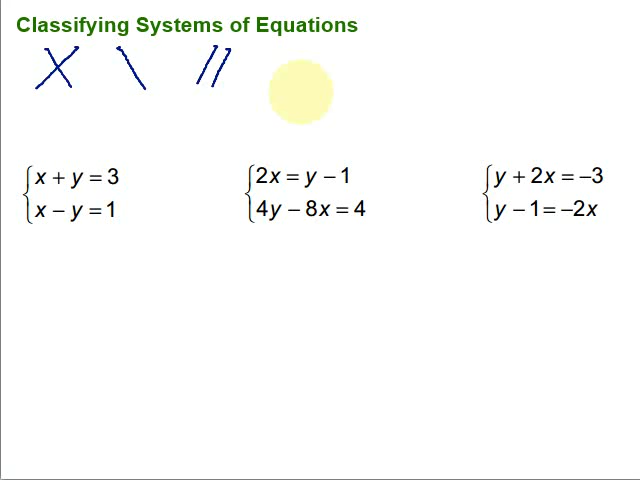 Classifying Systems of Equations
x + y = 3
x − y = 1
2x = y − 1
4y − 8x = 4
y + 2x = −3
y − 1 = −2x